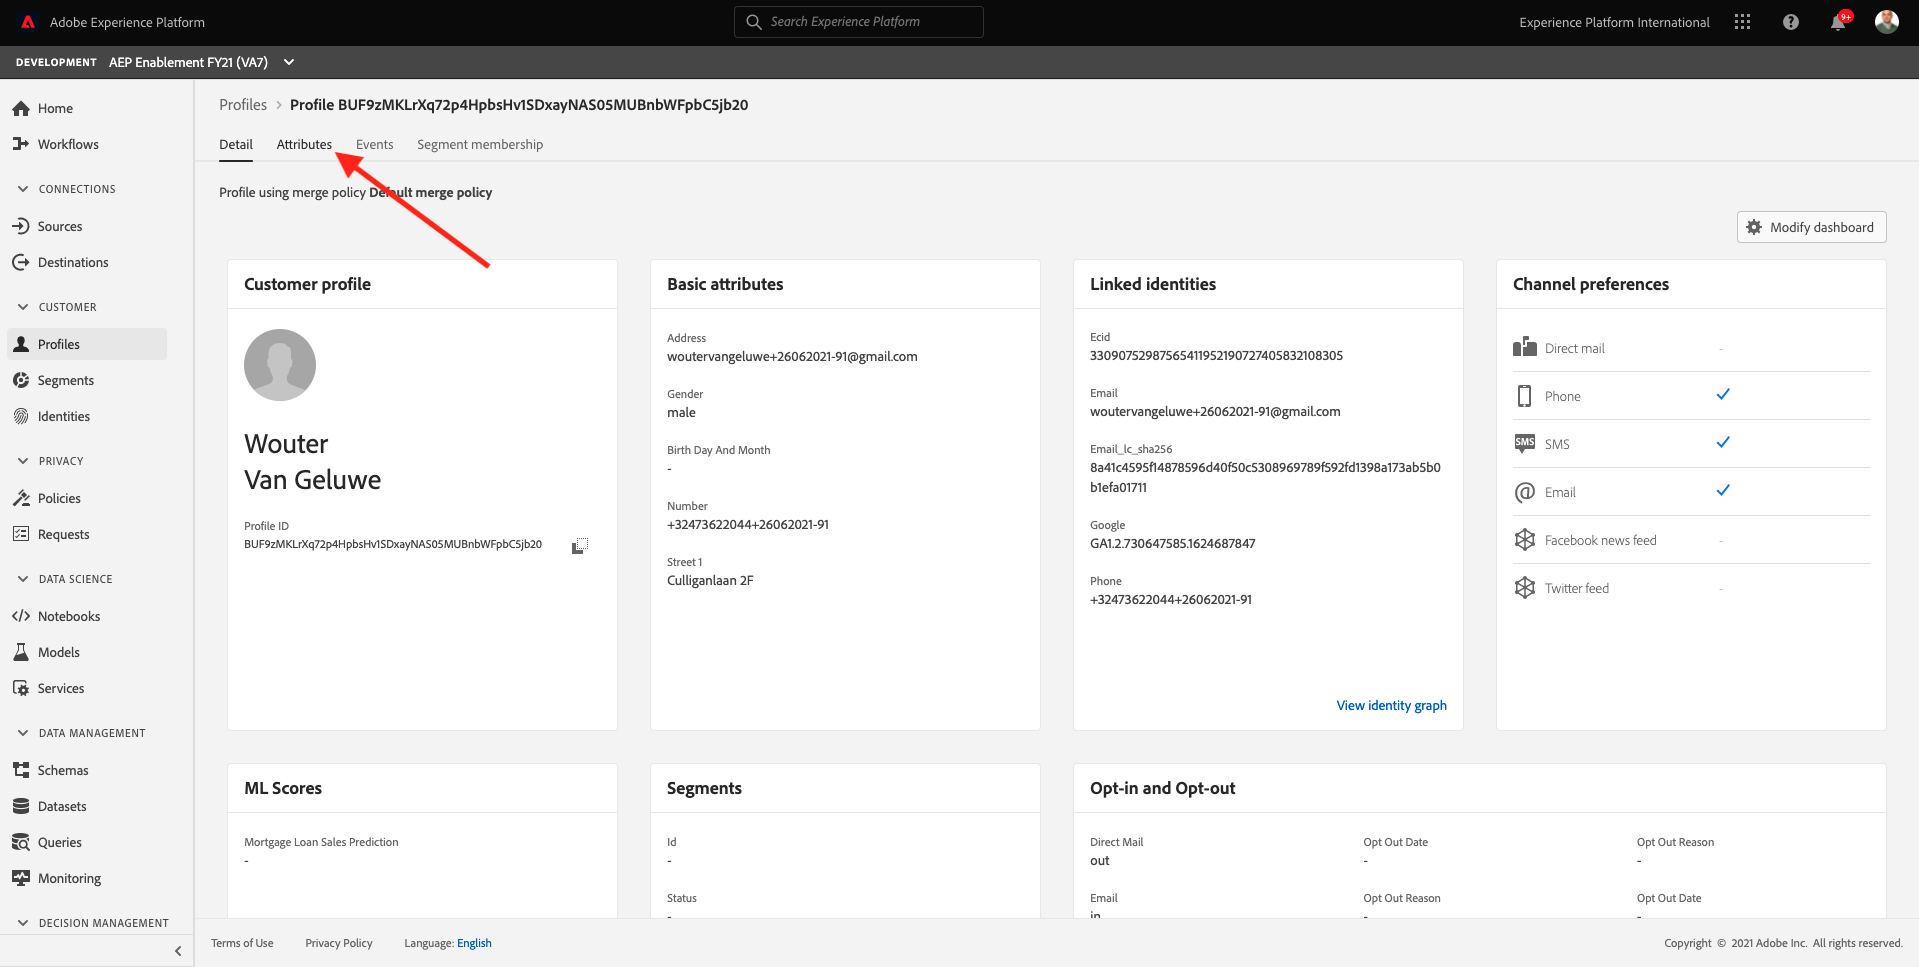 Adobe Experience Platform
Search Experience Platform
Experience Platform International
9+
DEVELOPMENT AEP Enablement FY21 (VA7)
Home
Workflows
CONNECTIONS
Sources
Destinations
CUSTOMER
Profiles
Segments
Identities
PRIVACY
Policies
Requests
DATA SCIENCE
Notebooks
Models
Services
DATA MANAGEMENT
Schemas
Datasets
Queries
Monitoring
DECISION MANAGEMENT
Profiles > Profile BUF9zMKLrXq72p4HpbsHv1SDxayNAS05MUBnbWFpbC5jb20
Detail Attributes Events Segment membership
Profile using merge policy Default merge policy
Modify dashboard
Customer profile
Wouter
Van Geluwe
Profile ID
BUF9zMKLrXq72p4HpbsHv1SDxayNAS05MUBnbWFpbC5jb20
Basic attributes
Address
woutervangeluwe+26062021-91@gmail.com
Gender
male
Birth Day And Month
-
Number
+32473622044+26062021-91
Street 1
Culliganlaan 2F
Linked identities
Ecid
33090752987565411952190727405832108305
Email
woutervangeluwe+26062021-91@gmail.com
Email_lc_sha256
8a41c4595f14878596d40f50c5308969789f592fd1398a173ab5b0
b1efa01711
Google
GA1.2.730647585.1624687847
Phone
+32473622044+26062021-91
View identity graph
Channel preferences
Direct mail -
Phone
SMS SMS
Email
Facebook news feed -
Twitter feed -
ML Scores
Mortgage Loan Sales Prediction
-
Segments
Id
-
Status
-
Opt-in and Opt-out
Direct Mail Opt Out Date Opt Out Reason
out - -
Email Opt Out Reason Opt Out Date
in - -
Terms of Use Privacy Policy Language: English
Copyright © 2021 Adobe Inc. All rights reserved.